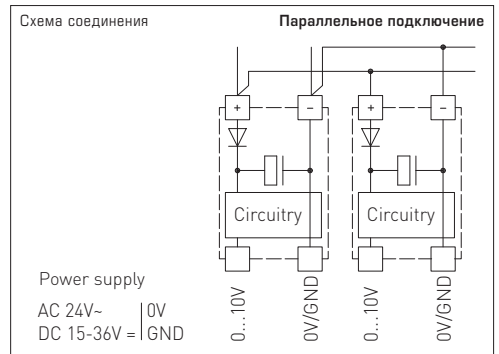 Схема соединения
Параллельное подключение
+ − + −
Circuitry Circuitry
Power supply
AC 24V~ 0V
DC 15-36V = GND
0...10V
0V/GND
0...10V
0V/GND